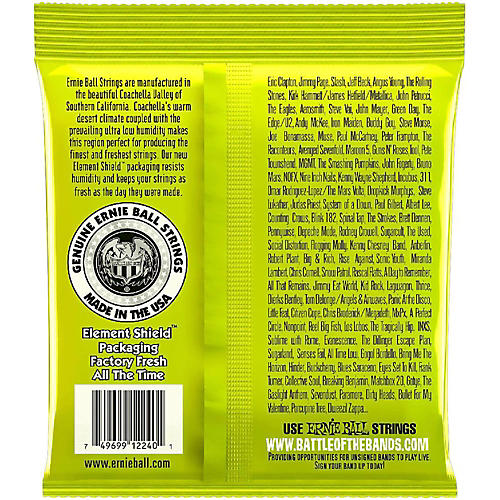 Ernie Ball Strings are manufactured in
the beautiful Coachella Valley of
Southern California. Coachella's warm
desert climate coupled with the
prevailing ultra low humidity makes
this region perfect for producing the
finest and freshest strings. Our new
Element Shield™ packaging resists
humidity and keeps your strings as
fresh as the day they were made.
GENUINE ERNIE BALL STRINGS
MADE IN THE USA
Element Shield™
Packaging
Factory Fresh
All The Time
7 49699 12240 1
www.ernieball.com
Eric Clapton, Jimmy Page, Slash, Jeff Beck, Angus Young, The Rolling
Stones, Kirk Hammet/James Hetfield/Metallica, John Petrucci,
The Eagles, Aerosmith, Steve Vai, John Mayer, Green Day, The
Edge/U2, Andy McKee, Iron Maiden, Buddy Guy, Steve Morse,
Joe Bonamassa, Muse, Paul McCartney, Peter Frampton, The
Raconteurs, Avenged Sevenfold, Maroon 5, Guns N' Roses, Tool, Pete
Townshend, MGMT, The Smashing Pumpkins, John Fogerty, Bruno
Mars, NOFX, Nine Inch Nails, Kenny Wayne Shepherd, Incubus, 311,
Omar Rodriguez-Lopez/The Mars Volta, Dropkick Murphys, Steve
Lukather, Judas Priest, System of a Down, Paul Gilbert, Albert Lee,
Counting Crows, Blink 182, Spinal Tap, The Strokes, Brett Dennen,
Pennywise, Depeche Mode, Rodney Crowell, Sugarcult, The Used,
Social Distortion, Flogging Molly, Kenny Chesney Band, Anberlin,
Robert Plant, Big & Rich, Rise Against, Sonic Youth, Miranda
Lambert, Chris Cornell, Snow Patrol, Rascal Flatts, A Day to Remember,
All That Remains, Jimmy Eat World, Kid Rock, Lagwagon, Thrice,
Dierks Bentley, Tom Delonge/Angels & Airwaves, Panic At the Disco,
Little Feat, Citizen Cope, Chris Broderick/Megadeth, MxPx, A Perfect
Circle, Nonpoint, Reel Big Fish, Los Lobos, The Tragically Hip, INXS,
Sublime with Rome, Evanescence, The Dillinger Escape Plan,
Sugarland, Senses Fail, All Time Low, Gogol Bordello, Bring Me The
Horizon, Hinder, Buckcherry, Blues Saraceno, Eyes Set To Kill, Frank
Turner, Collective Soul, Breaking Benjamin, Matchbox 20, Gotye, The
Gaslight Anthem, Sevendust, Paramore, Dirty Heads, Bullet For My
Valentine, Porcupine Tree, Dweezil Zappa...
USE ERNIE BALL STRINGS
WWW.BATTLEOFTHEBANDS.COM
PROVIDING OPPORTUNITIES FOR UNSIGNED BANDS TO PLAY LIVE.
SIGN YOUR BAND UP TODAY!